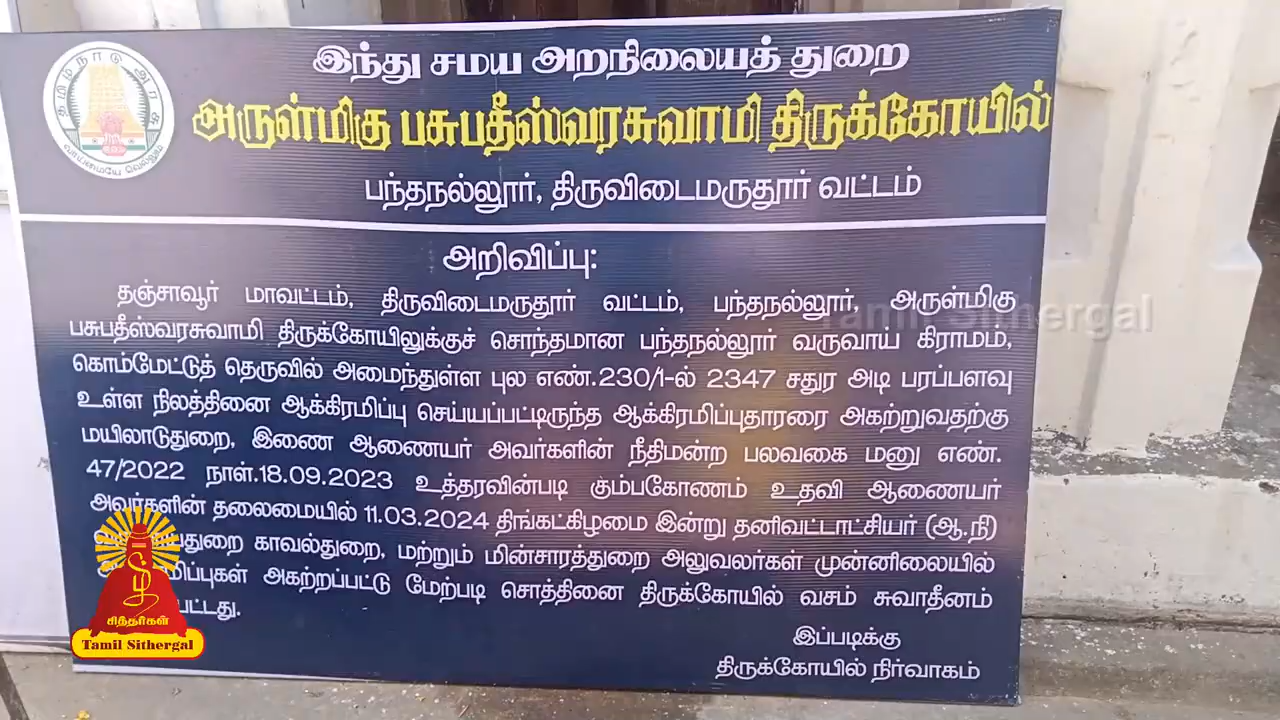 இந்து சமய அறநிலையத் துறை
அருள்மிகு பசுபதீஸ்வரசுவாமி திருக்கோயில்
பந்தநல்லூர், திருவிடைமருதூர் வட்டம்
தமிழ்நாடு அரசு
வாய்மையே வெல்லும்
அறிவிப்பு:
தஞ்சாவூர் மாவட்டம், திருவிடைமருதூர் வட்டம், பந்தநல்லூர், அருள்மிகு
பசுபதீஸ்வரசுவாமி திருக்கோயிலுக்குச் சொந்தமான பந்தநல்லூர் வருவாய் கிராமம்,
கொம்மேட்டுத் தெருவில் அமைந்துள்ள புல எண்.230/1-ல் 2347 சதுர அடி பரப்பளவு
உள்ள நிலத்தினை ஆக்கிரமிப்பு செய்யப்பட்டிருந்த ஆக்கிரமிப்புதாரரை அகற்றுவதற்கு
மயிலாடுதுறை, இணை ஆணையர் அவர்களின் நீதிமன்ற பலவகை மனு எண்.
47/2022 நாள்.18.09.2023 உத்தரவின்படி கும்பகோணம் உதவி ஆணையர்
அவர்களின் தலைமையில் 11.03.2024 திங்கட்கிழமை இன்று தனிவட்டாட்சியர் (ஆ.நி)
காவல்துறை, மற்றும் மின்சாரத்துறை அலுவலர்கள் முன்னிலையில்
அகற்றப்பட்டு மேற்படி சொத்தினை திருக்கோயில் வசம் சுவாதீனம்
இப்படிக்கு
திருக்கோயில் நிர்வாகம்
Tamil Sithergal
சித்தர்கள்
Tamil Sithergal